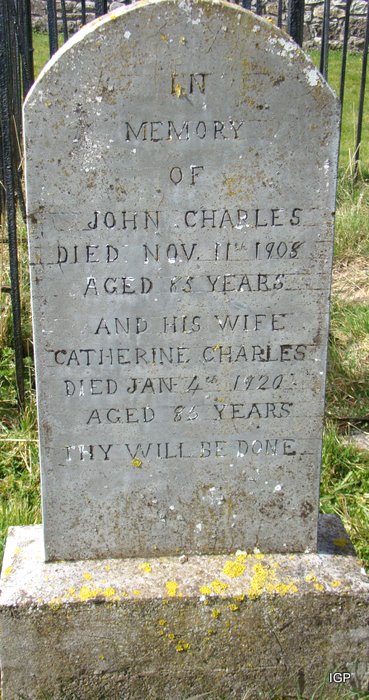 IN
MEMORY
OF
JOHN CHARLES
DIED NOV. 11th 1908
AGED YEARS
AND HIS WIFE
CATHERINE CHARLES
DIED JAN. 4th 1920
AGED YEARS
THY WILL BE DONE
IGP